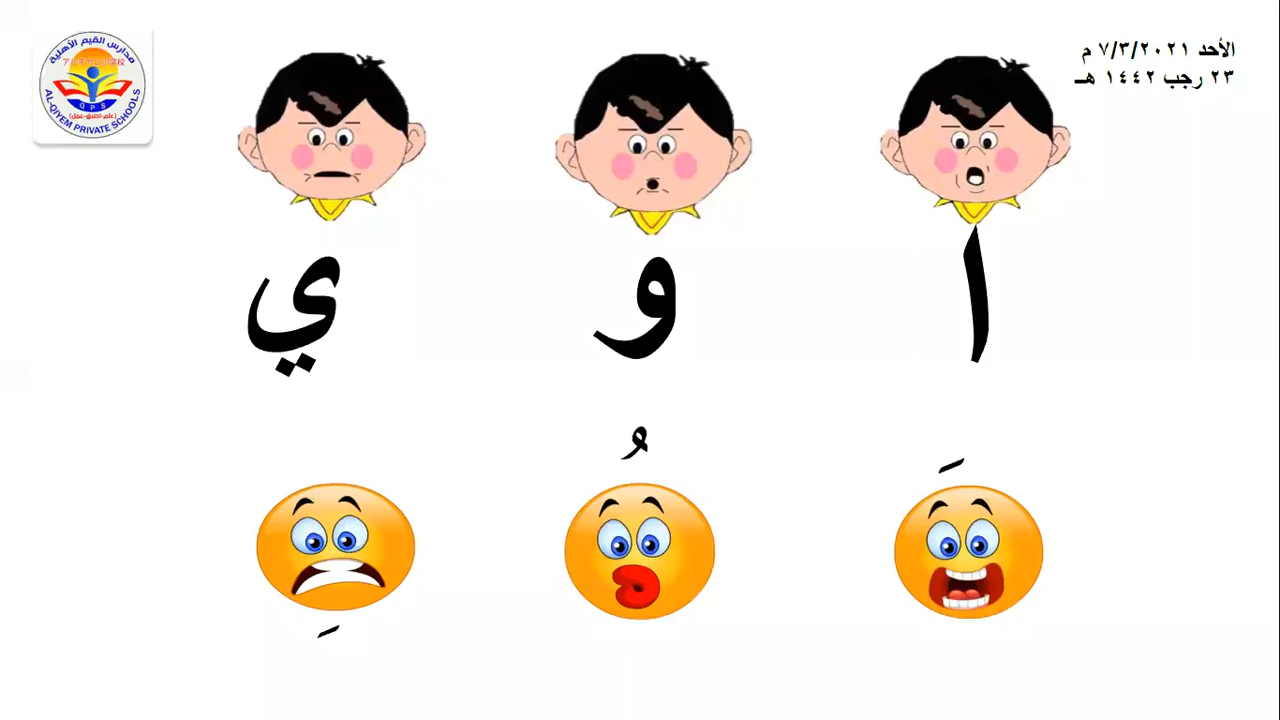 الأحد ٧/٣/٢٠٢١ م
٢٣ رجب ١٤٤٢ هـ
مدارس القيم الأهلية
Q P S
AL-QIYEM PRIVATE SCHOOLS
ا و ي
َ ُ ِ